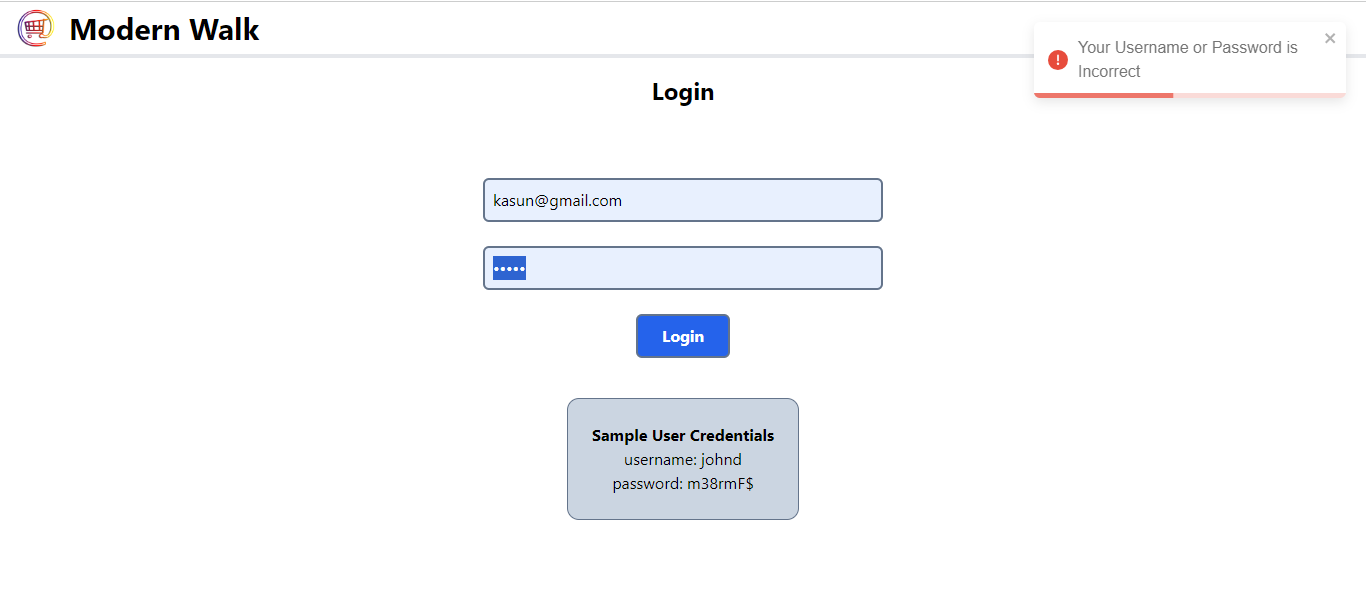 Modern Walk
Your Username or Password is
Incorrect
Login
kasun@gmail.com
•••••
Login
Sample User Credentials
username: johnd
password: m38rmF$